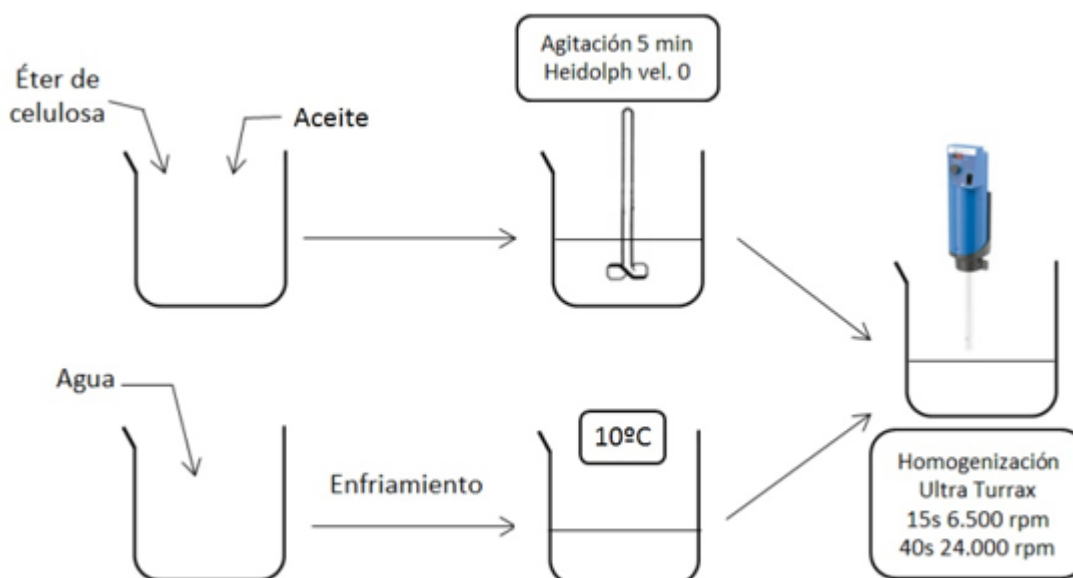 Agitación 5 min
Heidolph vel. 0
Éter de
celulosa
Aceite
Agua
10ºC
Enfriamiento
Homogenización
Ultra Turrax
15s 6.500 rpm
40s 24.000 rpm